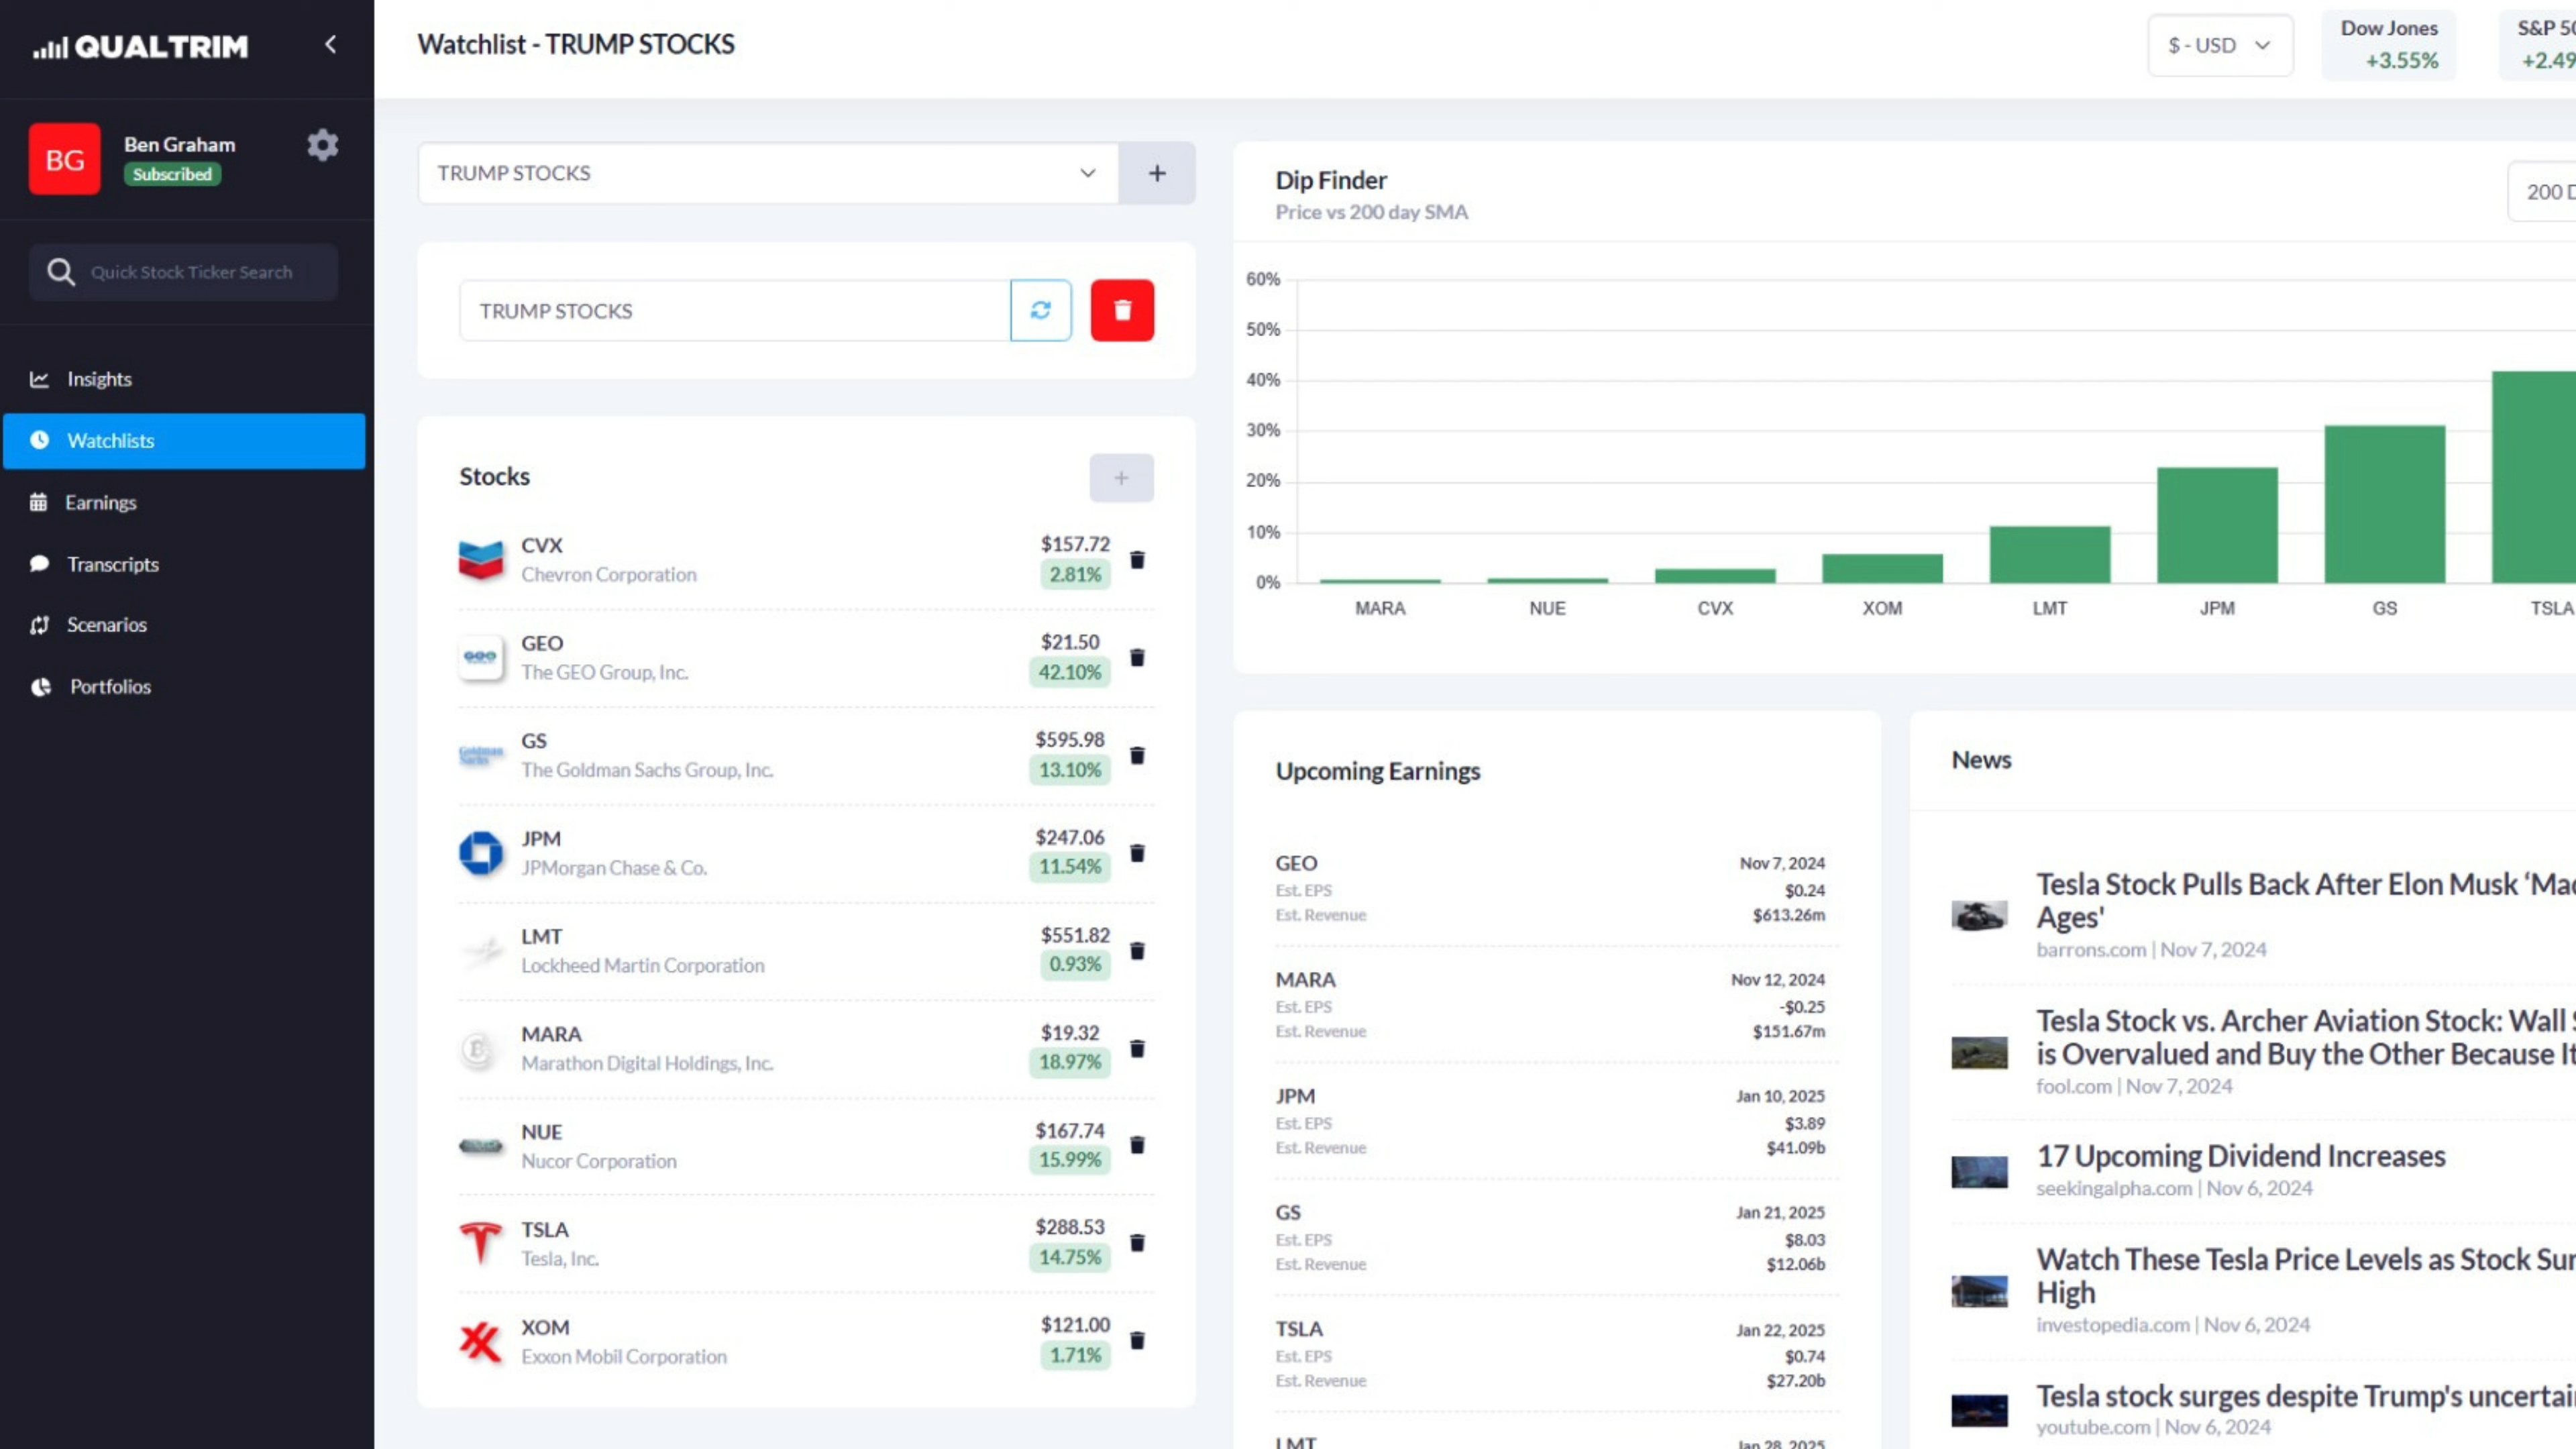 QUALTRIM
BG
Ben Graham
Subscribed
Quick Stock Ticker Search
Insights
Watchlists
Earnings
Transcripts
Scenarios
Portfolios
Watchlist - TRUMP STOCKS
$ - USD
Dow Jones
+3.55%
S&P
+2.49
TRUMP STOCKS
TRUMP STOCKS
Stocks
CVX
Chevron Corporation
$157.72
2.81%
GEO
The GEO Group, Inc.
$21.50
42.10%
Goldman
Sachs
GS
The Goldman Sachs Group, Inc.
$595.98
13.10%
JPM
JPMorgan Chase & Co.
$247.06
11.54%
LMT
Lockheed Martin Corporation
$551.82
0.93%
MARA
Marathon Digital Holdings, Inc.
$19.32
18.97%
NUE
Nucor Corporation
$167.74
15.99%
TSLA
Tesla, Inc.
$288.53
14.75%
XOM
Exxon Mobil Corporation
$121.00
1.71%
Dip Finder
Price vs 200 day SMA
200
60%
50%
40%
30%
20%
10%
0%
MARA NUE CVX XOM LMT JPM GS TSLA
Upcoming Earnings
GEO Nov 7, 2024
Est. EPS $0.24
Est. Revenue $613.26m
MARA Nov 12, 2024
Est. EPS -$0.25
Est. Revenue $151.67m
JPM Jan 10, 2025
Est. EPS $3.89
Est. Revenue $41.09b
GS Jan 21, 2025
Est. EPS $8.03
Est. Revenue $12.06b
TSLA Jan 22, 2025
Est. EPS $0.74
Est. Revenue $27.20b
LMT Jan 28, 2025
News
Tesla Stock Pulls Back After Elon Musk ‘Mad
Ages'
barrons.com | Nov 7, 2024
Tesla Stock vs. Archer Aviation Stock: Wall
is Overvalued and Buy the Other Because It
fool.com | Nov 7, 2024
17 Upcoming Dividend Increases
seekingalpha.com | Nov 6, 2024
Watch These Tesla Price Levels as Stock Sur
High
investopedia.com | Nov 6, 2024
Tesla stock surges despite Trump's uncertai
youtube.com | Nov 6, 2024